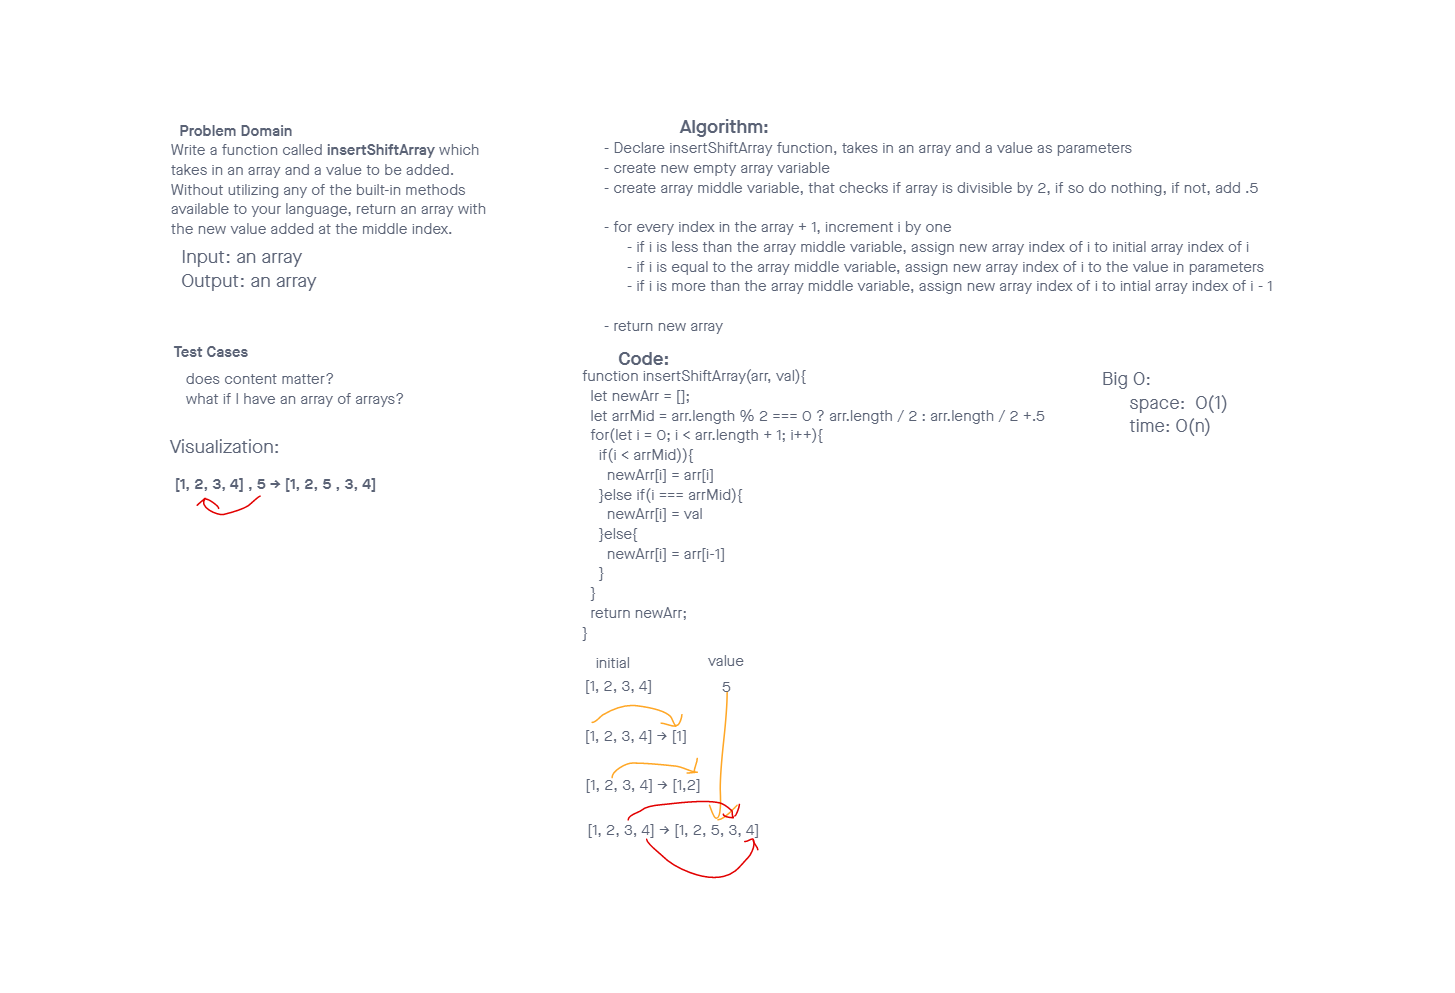 Problem Domain
Write a function called insertShiftArray which
takes in an array and a value to be added.
Without utilizing any of the built-in methods
available to your language, return an array with
the new value added at the middle index.
Input: an array
Output: an array
Test Cases
does content matter?
what if I have an array of arrays?
Visualization:
[1, 2, 3, 4] , 5 → [1, 2, 5 , 3, 4]
Algorithm:
- Declare insertShiftArray function, takes in an array and a value as parameters
- create new empty array variable
- create array middle variable, that checks if array is divisible by 2, if so do nothing, if not, add .5
- for every index in the array + 1, increment i by one
- if i is less than the array middle variable, assign new array index of i to initial array index of i
- if i is equal to the array middle variable, assign new array index of i to the value in parameters
- if i is more than the array middle variable, assign new array index of i to intial array index of i - 1
- return new array
Code:
function insertShiftArray(arr, val){
let newArr = [];
let arrMid = arr.length % 2 === 0 ? arr.length / 2 : arr.length / 2 +.5
for(let i = 0; i < arr.length + 1; i++){
if(i < arrMid)){
newArr[i] = arr[i]
}else if(i === arrMid){
newArr[i] = val
}else{
newArr[i] = arr[i-1]
}
}
return newArr;
}
Big O:
space: O(1)
time: O(n)
initial value
[1, 2, 3, 4] 5
[1, 2, 3, 4] → [1]
[1, 2, 3, 4] → [1,2]
[1, 2, 3, 4] → [1, 2, 5, 3, 4]